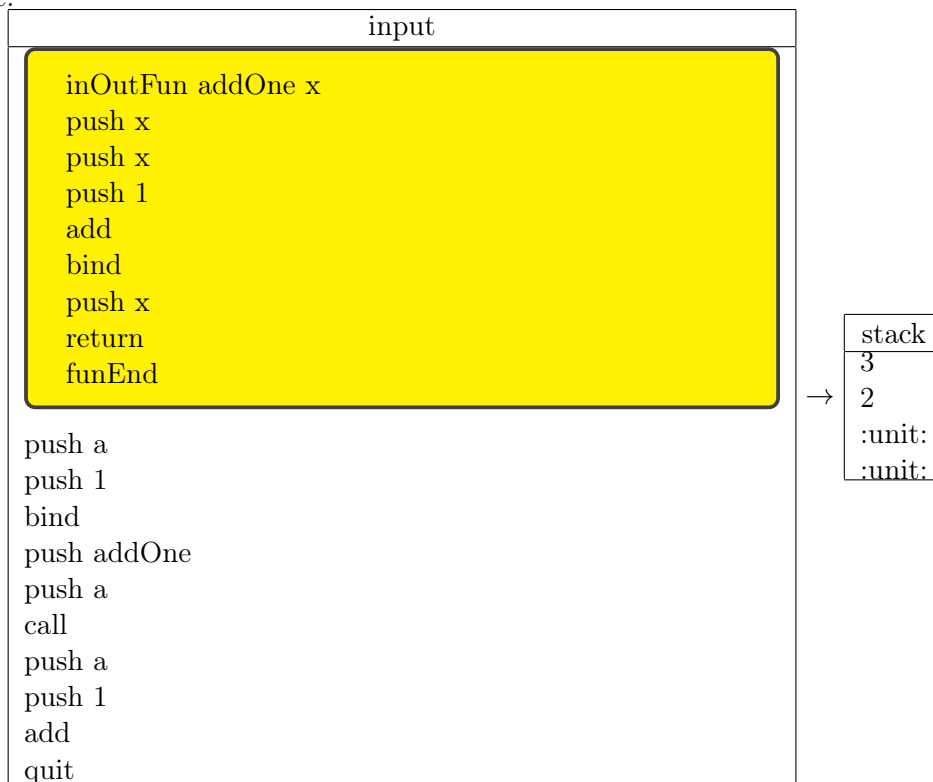 input
inOutFun addOne x
push x
push x
push 1
add
bind
push x
return
funEnd
push a
push 1
bind
push addOne
push a
call
push a
push 1
add
quit
→
stack
3
2
:unit:
:unit: